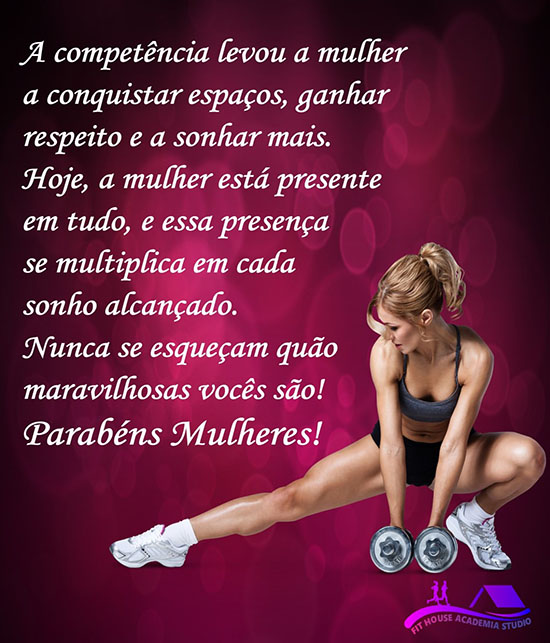 A competência levou a mulher
a conquistar espaços, ganhar
respeito e a sonhar mais.
Hoje, a mulher está presente
em tudo, e essa presença
se multiplica em cada
sonho alcançado.
Nunca se esqueçam quão
maravilhosas vocês são!
Parabéns Mulheres!
FIT HOUSE ACADEMIA STUDIO